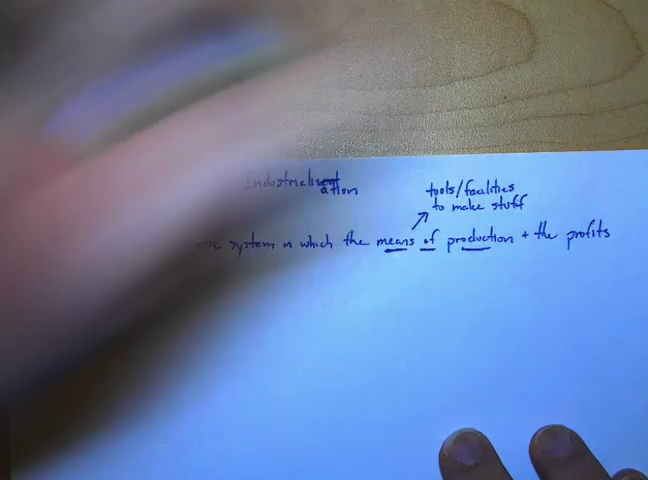 Industrialization
tools/facilities
to make stuff
system in which the means of production + the profits